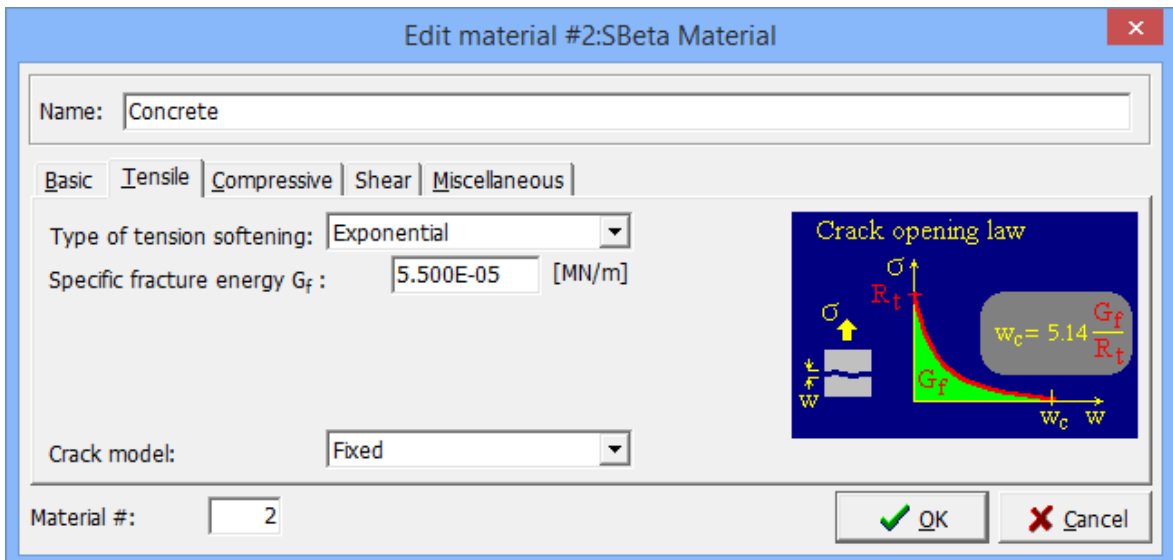 Edit material #2:SBeta Material
×
Name: Concrete
Basic Tensile Compressive Shear Miscellaneous
Type of tension softening: Exponential
Specific fracture energy Gf : 5.500E-05 [MN/m]
Crack model: Fixed
Crack opening law
σ
Rt
σ
wc = 5.14 Gf/Rt
Gf
w
wc w
Material #: 2
OK Cancel